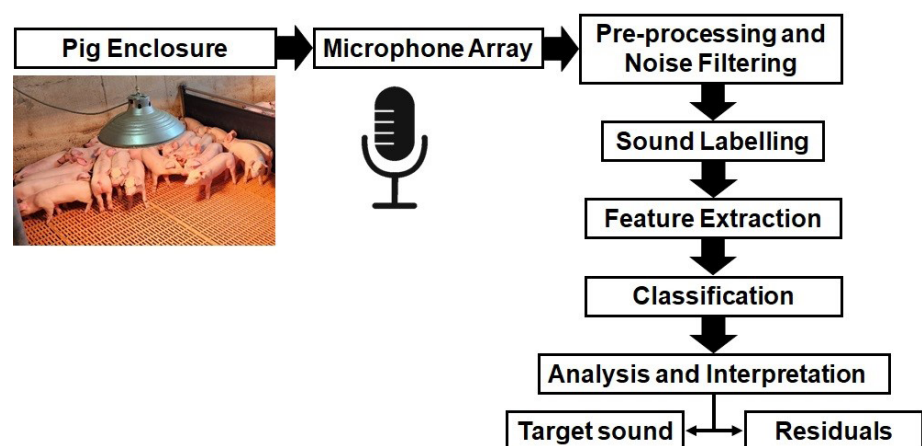 Pig Enclosure
Microphone Array
Pre-processing and
Noise Filtering
Sound Labelling
Feature Extraction
Classification
Analysis and Interpretation
Target sound
Residuals